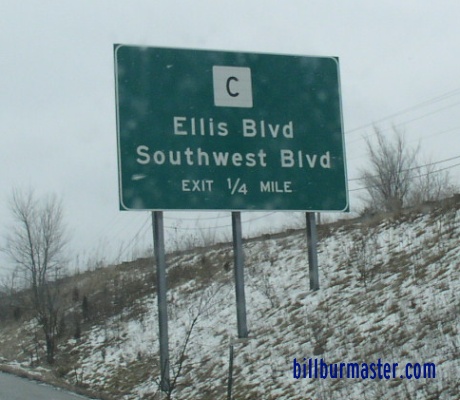 C
Ellis Blvd
Southwest Blvd
EXIT 1/4 MILE
billburmaster.com